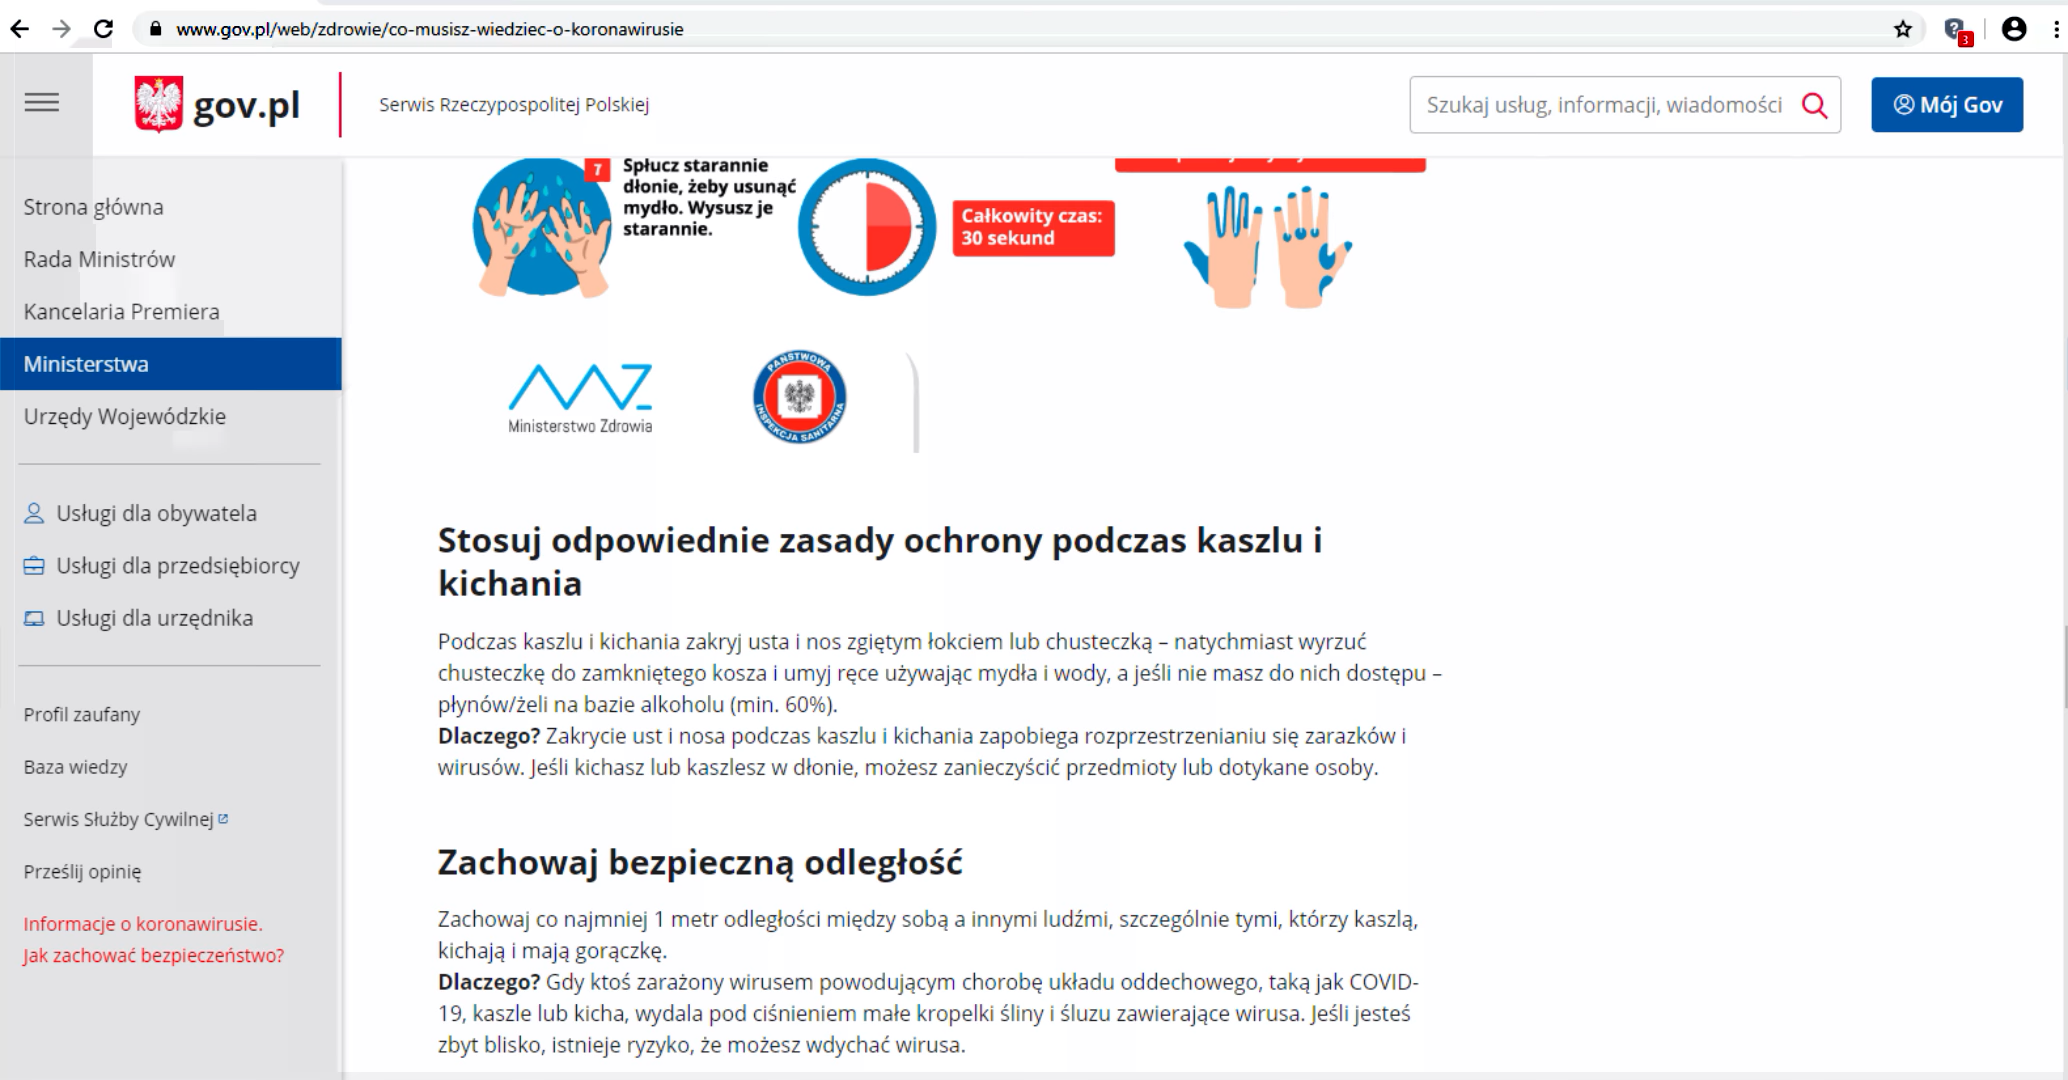 www.gov.pl/web/zdrowie/co-musisz-wiedziec-o-koronawirusie
3
gov.pl
Serwis Rzeczypospolitej Polskiej
Szukaj usług, informacji, wiadomości
Mój Gov
Strona główna
Rada Ministrów
Kancelaria Premiera
Ministerstwa
Urzędy Wojewódzkie
Usługi dla obywatela
Usługi dla przedsiębiorcy
Usługi dla urzędnika
Profil zaufany
Baza wiedzy
Serwis Służby Cywilnej
Prześlij opinię
Informacje o koronawirusie.
Jak zachować bezpieczeństwo?
7
Spłucz starannie
dłonie, żeby usunąć
mydło. Wysusz je
starannie.
Całkowity czas:
30 sekund
Ministerstwo Zdrowia
PAŃSTWOWA
INSPEKCJA SANITARNA
Stosuj odpowiednie zasady ochrony podczas kaszlu i
kichania
Podczas kaszlu i kichania zakryj usta i nos zgiętym łokciem lub chusteczką – natychmiast wyrzuć
chusteczkę do zamkniętego kosza i umyj ręce używając mydła i wody, a jeśli nie masz do nich dostępu –
płynów/żeli na bazie alkoholu (min. 60%).
Dlaczego? Zakrycie ust i nosa podczas kaszlu i kichania zapobiega rozprzestrzenianiu się zarazków i
wirusów. Jeśli kichasz lub kaszlesz w dłonie, możesz zanieczyścić przedmioty lub dotykane osoby.
Zachowaj bezpieczną odległość
Zachowaj co najmniej 1 metr odległości między sobą a innymi ludźmi, szczególnie tymi, którzy kaszlą,
kichają i mają gorączkę.
Dlaczego? Gdy ktoś zarażony wirusem powodującym chorobę układu oddechowego, taką jak COVID-
19, kaszle lub kicha, wydala pod ciśnieniem małe kropelki śliny i śluzu zawierające wirusa. Jeśli jesteś
zbyt blisko, istnieje ryzyko, że możesz wdychać wirusa.